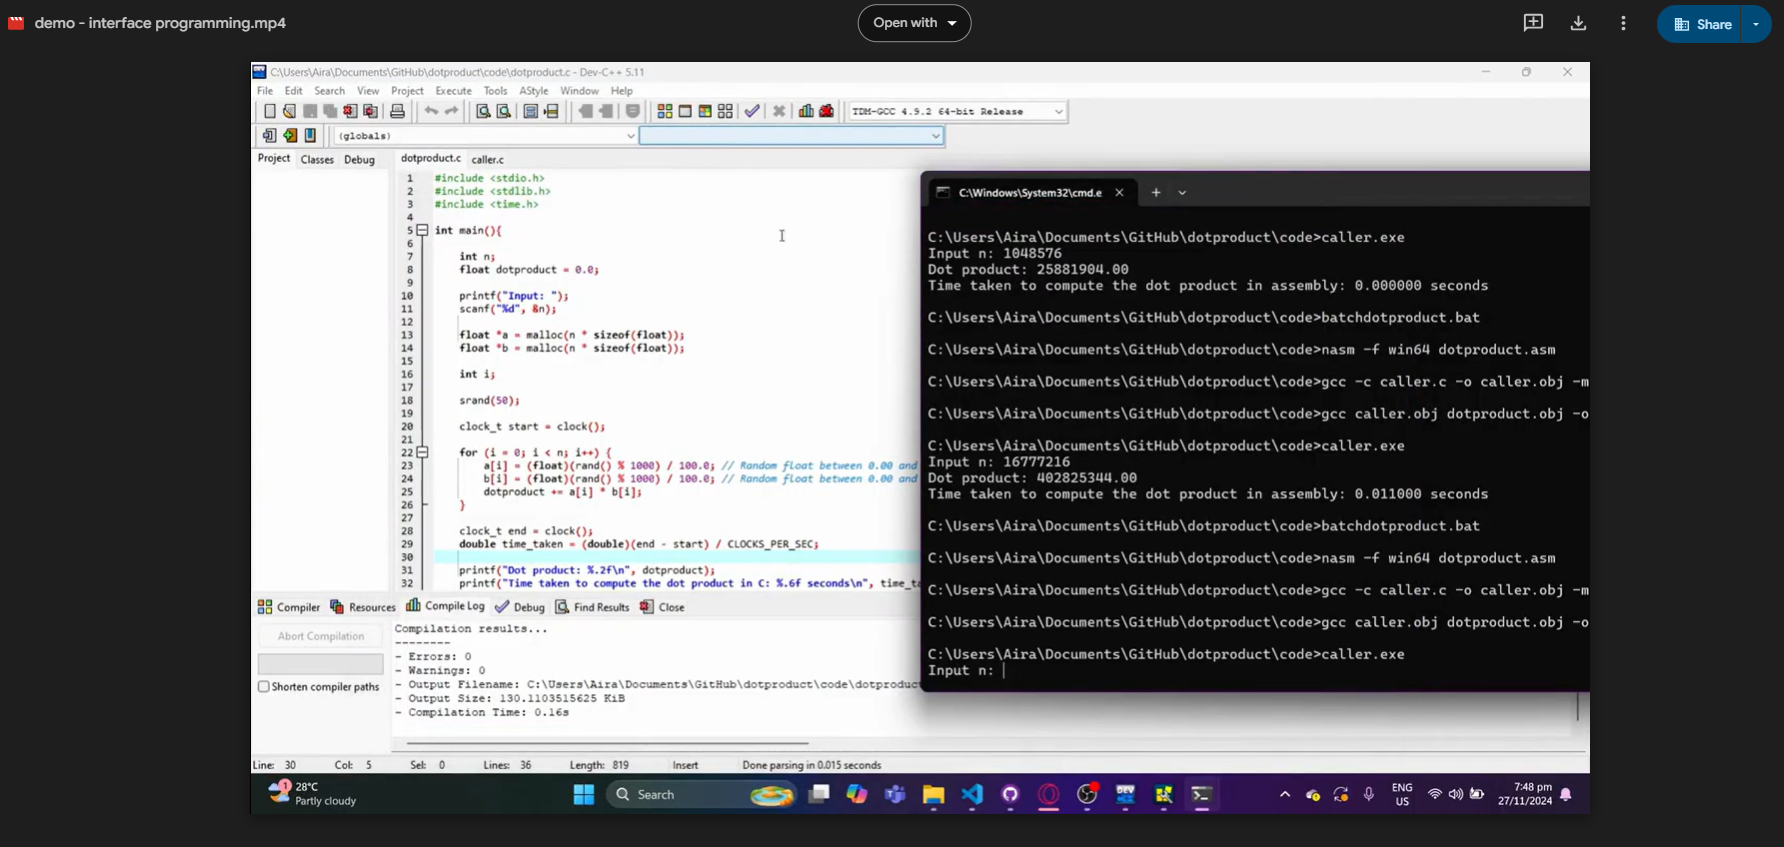 demo - interface programming.mp4
Open with
Share
C:\Users\Aira\Documents\GitHub\dotproduct\code\dotproduct.c - Dev-C++ 5.11
File Edit Search View Project Execute Tools AStyle Window Help
TDM-GCC 4.9.2 64-bit Release
(globals)
Project Classes Debug
dotproduct.c caller.c
1 #include <stdio.h>
2 #include <stdlib.h>
3 #include <time.h>
4
5 int main(){
6
7 int n;
8 float dotproduct = 0.0;
9
10 printf("Input: ");
11 scanf("%d", &n);
12
13 float *a = malloc(n * sizeof(float));
14 float *b = malloc(n * sizeof(float));
15
16 int i;
17
18 srand(50);
19
20 clock_t start = clock();
21
22 for (i = 0; i < n; i++) {
23 a[i] = (float)(rand() % 1000) / 100.0; // Random float between 0.00 and
24 b[i] = (float)(rand() % 1000) / 100.0; // Random float between 0.00 and
25 dotproduct += a[i] * b[i];
26 }
27
28 clock_t end = clock();
29 double time_taken = (double)(end - start) / CLOCKS_PER_SEC;
30
31 printf("Dot product: %.2f\n", dotproduct);
32 printf("Time taken to compute the dot product in C: %.6f seconds\n", time_ta
C:\Windows\System32\cmd.e
C:\Users\Aira\Documents\GitHub\dotproduct\code>caller.exe
Input n: 1048576
Dot product: 25881904.00
Time taken to compute the dot product in assembly: 0.000000 seconds
C:\Users\Aira\Documents\GitHub\dotproduct\code>batchdotproduct.bat
C:\Users\Aira\Documents\GitHub\dotproduct\code>nasm -f win64 dotproduct.asm
C:\Users\Aira\Documents\GitHub\dotproduct\code>gcc -c caller.c -o caller.obj -m
C:\Users\Aira\Documents\GitHub\dotproduct\code>gcc caller.obj dotproduct.obj -o
C:\Users\Aira\Documents\GitHub\dotproduct\code>caller.exe
Input n: 16777216
Dot product: 402825344.00
Time taken to compute the dot product in assembly: 0.011000 seconds
C:\Users\Aira\Documents\GitHub\dotproduct\code>batchdotproduct.bat
C:\Users\Aira\Documents\GitHub\dotproduct\code>nasm -f win64 dotproduct.asm
C:\Users\Aira\Documents\GitHub\dotproduct\code>gcc -c caller.c -o caller.obj -m
C:\Users\Aira\Documents\GitHub\dotproduct\code>gcc caller.obj dotproduct.obj -o
C:\Users\Aira\Documents\GitHub\dotproduct\code>caller.exe
Input n:
Compiler Resources Compile Log Debug Find Results Close
Abort Compilation
Shorten compiler paths
Compilation results...
--------
- Errors: 0
- Warnings: 0
- Output Filename: C:\Users\Aira\Documents\GitHub\dotproduct\code\dotproduc
- Output Size: 130.1103515625 KiB
- Compilation Time: 0.16s
Line: 30 Col: 5 Sel: 0 Lines: 36 Length: 819 Insert Done parsing in 0.015 seconds
1
28°C
Partly cloudy
Search
DEV
ENG
US
7:48 pm
27/11/2024